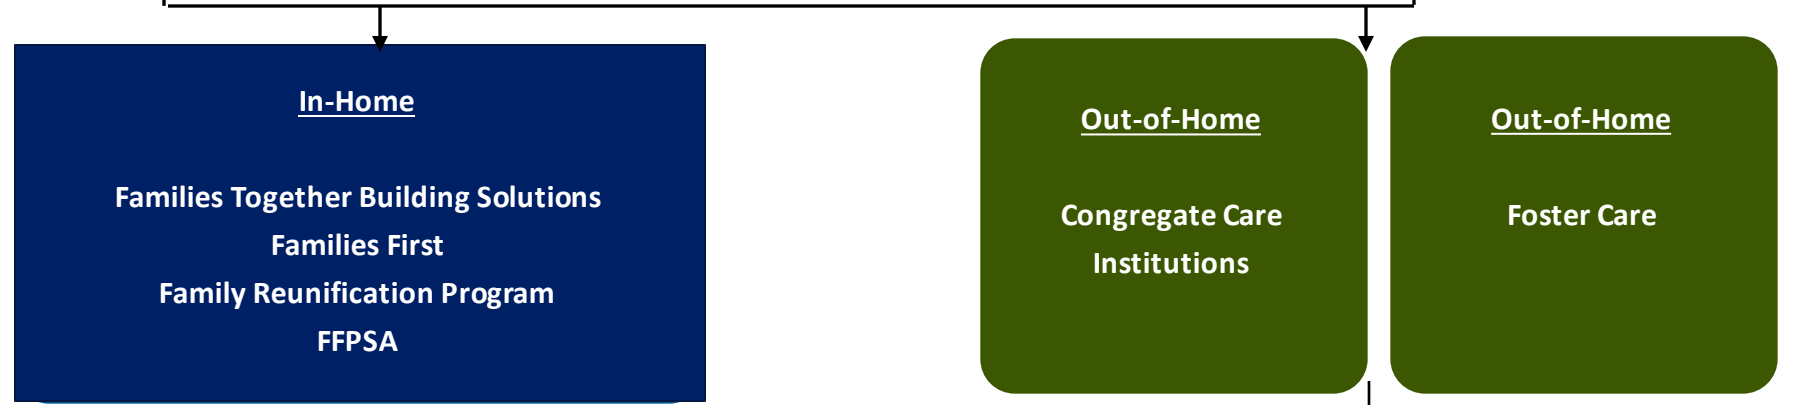 In-Home
Families Together Building Solutions
Families First
Family Reunification Program
FFPSA
Out-of-Home
Congregate Care
Institutions
Out-of-Home
Foster Care